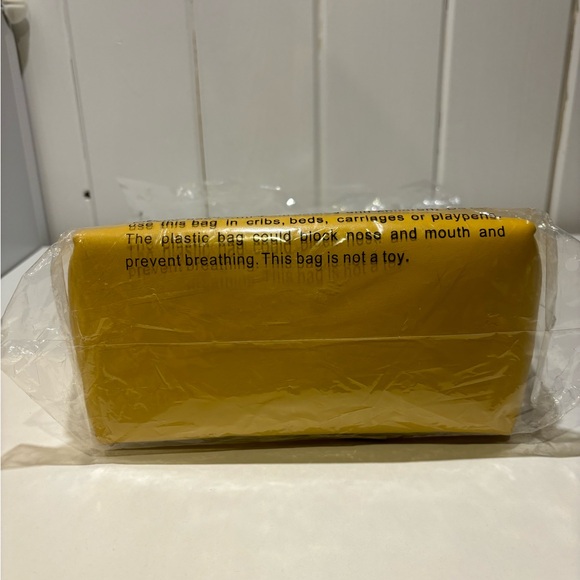 use this bag in cribs, beds, carriages or playpens.
The plastic bag could block nose and mouth and
prevent breathing. This bag is not a toy.